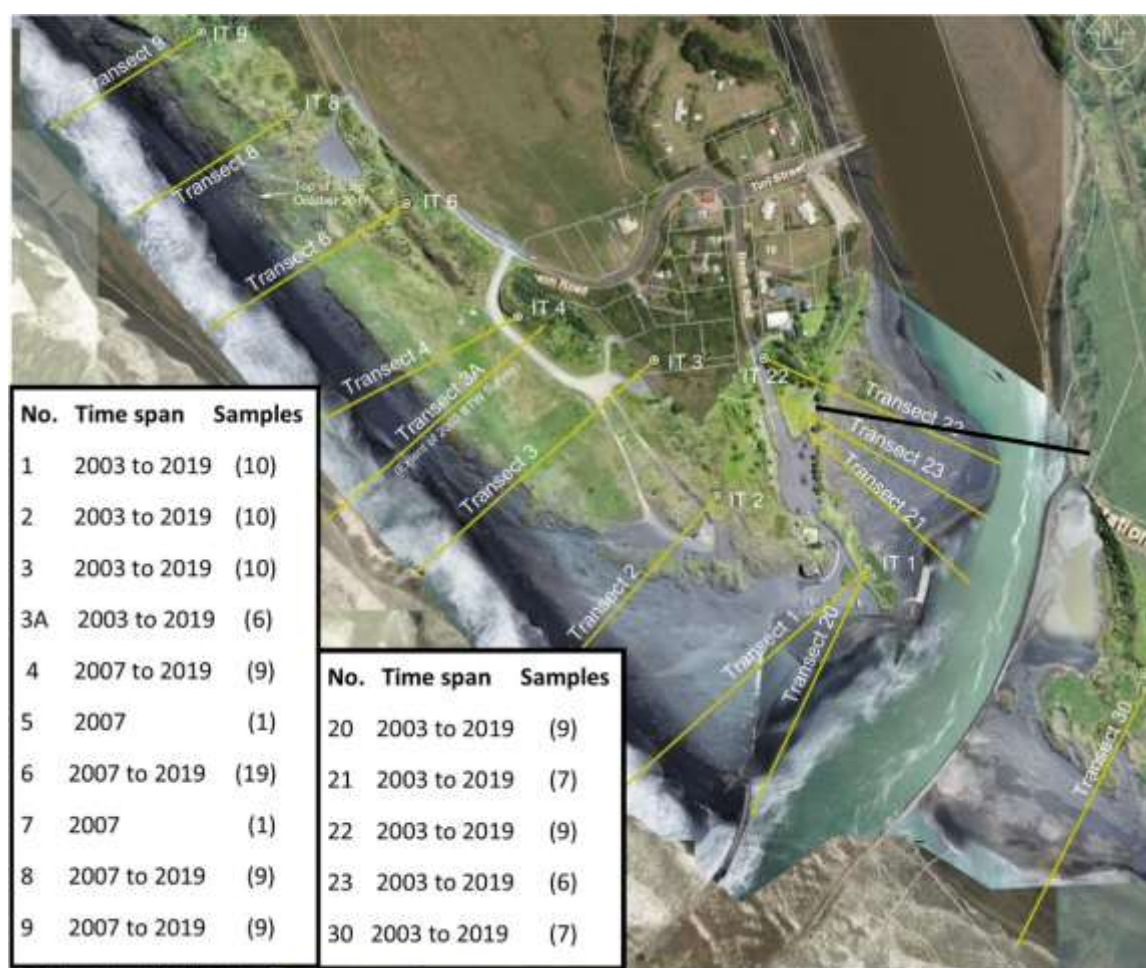 IT 9
Transect 9
IT 8
Transect 8
October 2017
IT 6
Transect 6
Turi Street
IT 4
Transect 4
Transect 3A
IT 3
Transect 3
IT 22
Transect 22
Transect 23
Transect 21
IT 2
Transect 2
IT 1
Transect 1
Transect 20
Transect 30
No. Time span Samples
1 2003 to 2019 (10)
2 2003 to 2019 (10)
3 2003 to 2019 (10)
3A 2003 to 2019 (6)
4 2007 to 2019 (9)
5 2007 (1)
6 2007 to 2019 (19)
7 2007 (1)
8 2007 to 2019 (9)
9 2007 to 2019 (9)
No. Time span Samples
20 2003 to 2019 (9)
21 2003 to 2019 (7)
22 2003 to 2019 (9)
23 2003 to 2019 (6)
30 2003 to 2019 (7)